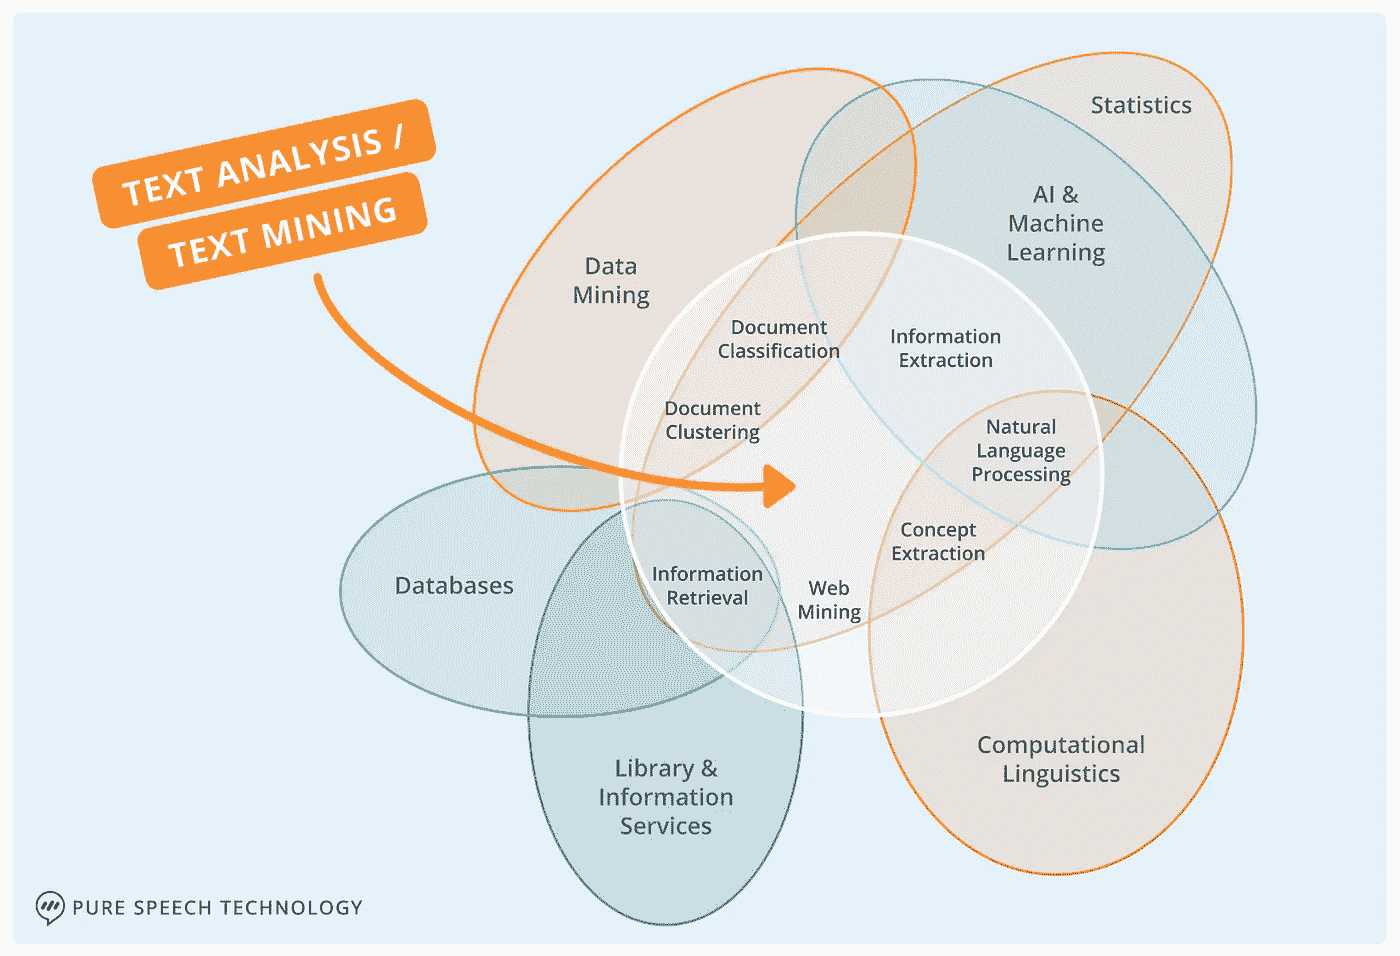 TEXT ANALYSIS /
TEXT MINING
Statistics
AI &
Machine
Learning
Data
Mining
Document
Classification
Information
Extraction
Document
Clustering
Natural
Language
Processing
Concept
Extraction
Information
Retrieval
Web
Mining
Databases
Computational
Linguistics
Library &
Information
Services
PURE SPEECH TECHNOLOGY